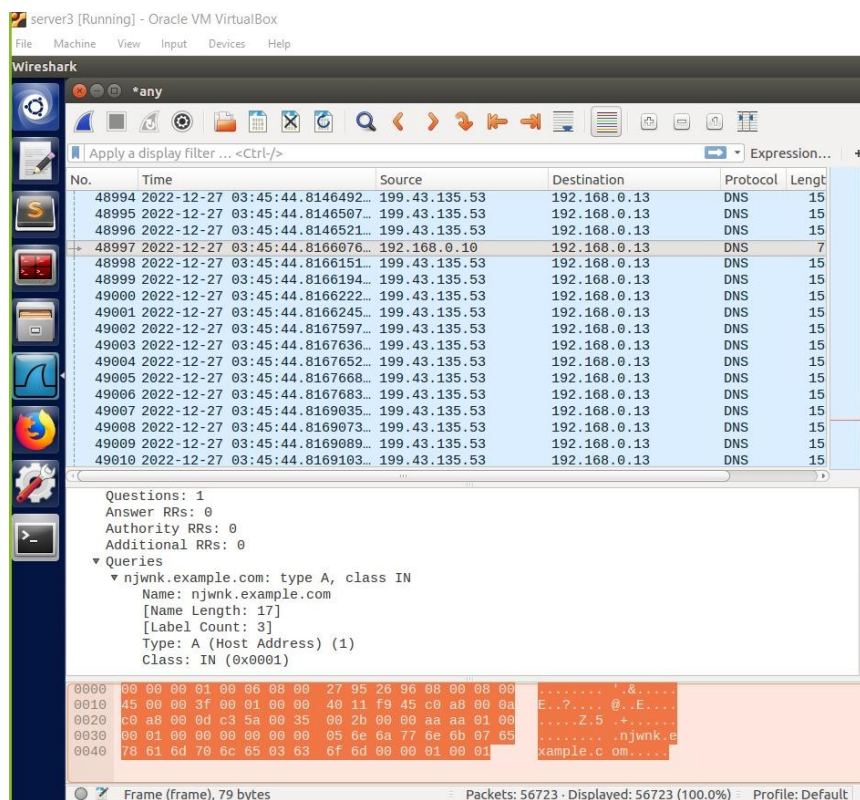 server3 [Running] - Oracle VM VirtualBox
File Machine View Input Devices Help
Wireshark
*any
Apply a display filter ... <Ctrl-/> Expression... +
No. Time Source Destination Protocol Lengt
48994 2022-12-27 03:45:44.8146492… 199.43.135.53 192.168.0.13 DNS 15
48995 2022-12-27 03:45:44.8146507… 199.43.135.53 192.168.0.13 DNS 15
48996 2022-12-27 03:45:44.8146521… 199.43.135.53 192.168.0.13 DNS 15
48997 2022-12-27 03:45:44.8166076… 192.168.0.10 192.168.0.13 DNS 7
48998 2022-12-27 03:45:44.8166151… 199.43.135.53 192.168.0.13 DNS 15
48999 2022-12-27 03:45:44.8166194… 199.43.135.53 192.168.0.13 DNS 15
49000 2022-12-27 03:45:44.8166222… 199.43.135.53 192.168.0.13 DNS 15
49001 2022-12-27 03:45:44.8166245… 199.43.135.53 192.168.0.13 DNS 15
49002 2022-12-27 03:45:44.8167597… 199.43.135.53 192.168.0.13 DNS 15
49003 2022-12-27 03:45:44.8167636… 199.43.135.53 192.168.0.13 DNS 15
49004 2022-12-27 03:45:44.8167652… 199.43.135.53 192.168.0.13 DNS 15
49005 2022-12-27 03:45:44.8167668… 199.43.135.53 192.168.0.13 DNS 15
49006 2022-12-27 03:45:44.8167683… 199.43.135.53 192.168.0.13 DNS 15
49007 2022-12-27 03:45:44.8169035… 199.43.135.53 192.168.0.13 DNS 15
49008 2022-12-27 03:45:44.8169073… 199.43.135.53 192.168.0.13 DNS 15
49009 2022-12-27 03:45:44.8169089… 199.43.135.53 192.168.0.13 DNS 15
49010 2022-12-27 03:45:44.8169103… 199.43.135.53 192.168.0.13 DNS 15
Questions: 1
Answer RRs: 0
Authority RRs: 0
Additional RRs: 0
Queries
njwnk.example.com: type A, class IN
Name: njwnk.example.com
[Name Length: 17]
[Label Count: 3]
Type: A (Host Address) (1)
Class: IN (0x0001)
0000 00 00 00 01 00 06 08 00 27 95 26 96 08 00 08 00 ........ '.&.....
0010 45 00 00 3f 00 01 00 00 40 11 f9 45 c0 a8 00 0a E..?.... @..E....
0020 c0 a8 00 0d c3 5a 00 35 00 2b 00 00 aa aa 01 00 .....Z.5 .+......
0030 00 01 00 00 00 00 00 00 05 6e 6a 77 6e 6b 07 65 ........ .njwnk.e
0040 78 61 6d 70 6c 65 03 63 6f 6d 00 00 01 00 01 xample.c om.....
Frame (frame), 79 bytes Packets: 56723 · Displayed: 56723 (100.0%) Profile: Default